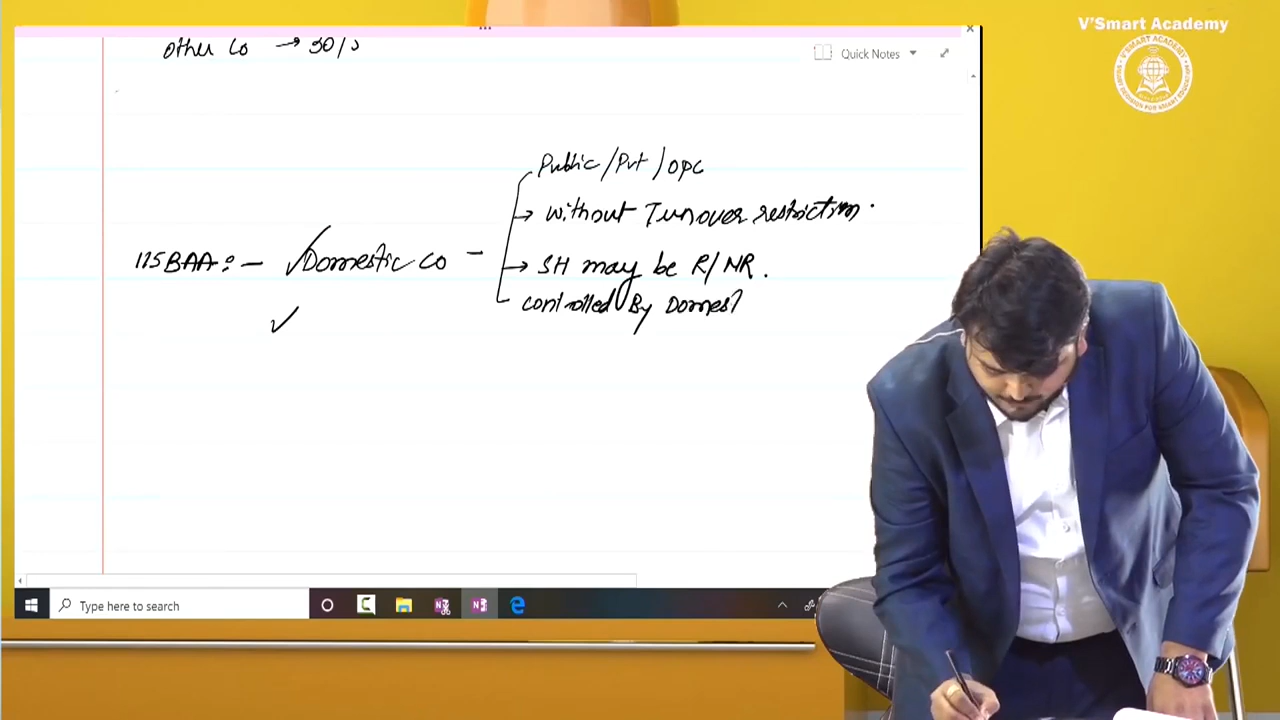 V'Smart Academy
other Co → 30%
Quick Notes
Public/Pvt/OPC
→ without Turnover restriction.
115BAA:- ✓Domestic Co -
→ SH may be R/NR.
controlled By Domest
✓
Type here to search